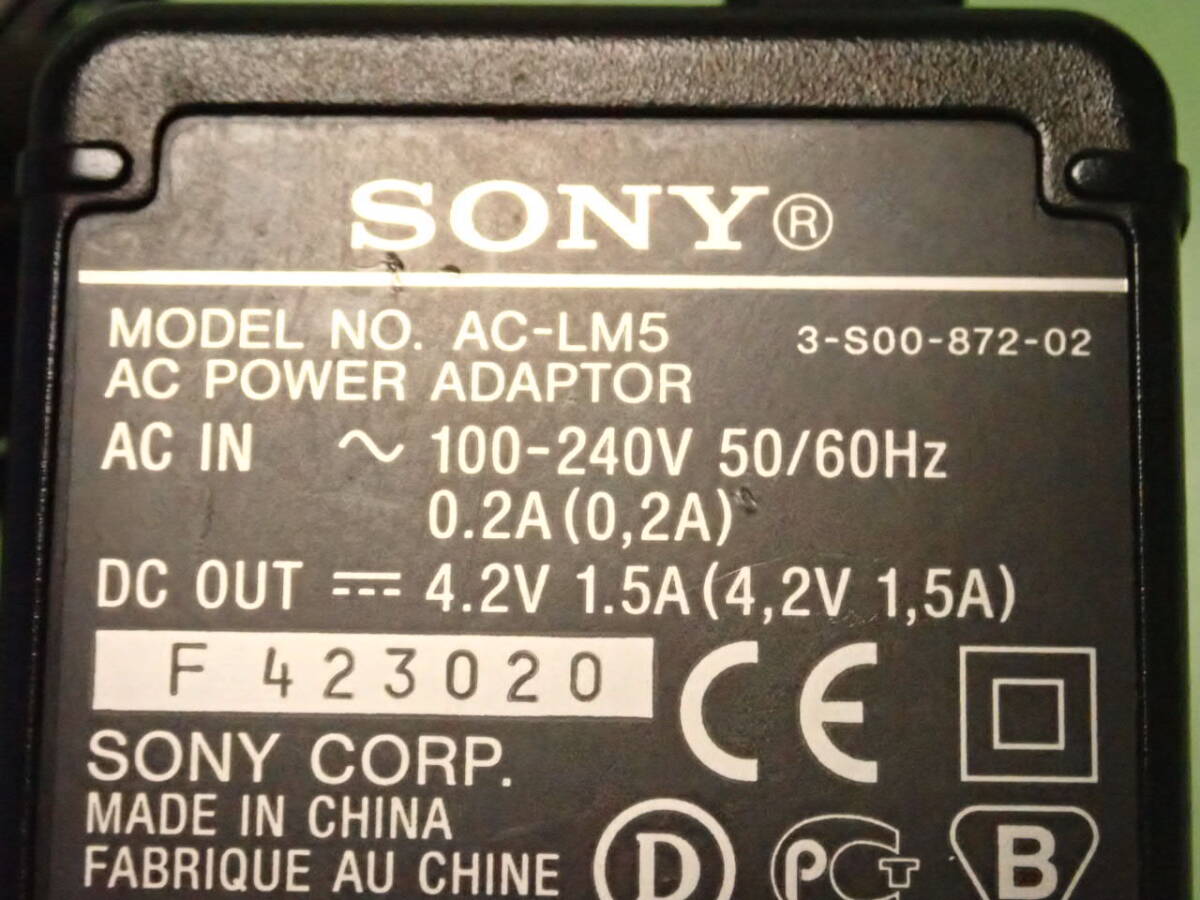 SONY®
MODEL NO. AC-LM5 3-S00-872-02
AC POWER ADAPTOR
AC IN ~ 100-240V 50/60Hz
0.2A(0,2A)
DC OUT ⎓ 4.2V 1.5A(4,2V 1,5A)
F 423020
CE
SONY CORP.
MADE IN CHINA
FABRIQUE AU CHINE
D PCT B